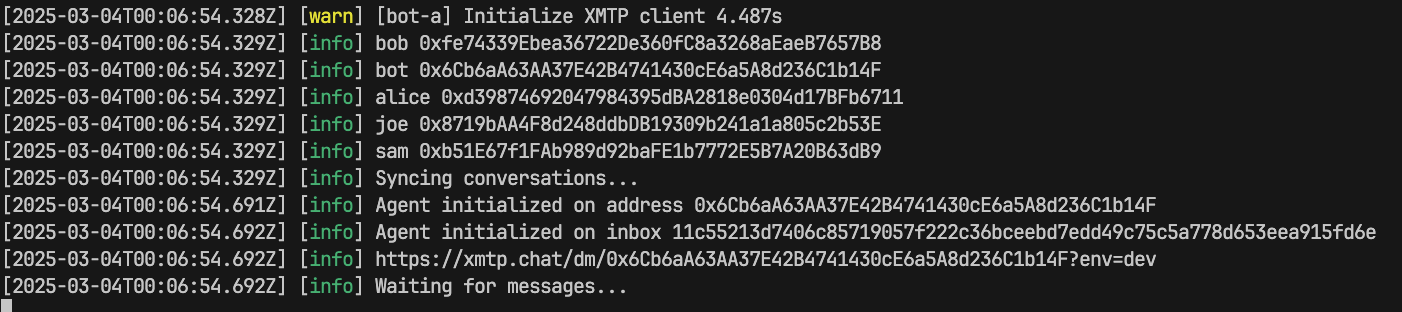 [2025-03-04T00:06:54.328Z] [warn] [bot-a] Initialize XMTP client 4.487s
[2025-03-04T00:06:54.329Z] [info] bob 0xfe74339Ebea36722De360fC8a3268aEaeB7657B8
[2025-03-04T00:06:54.329Z] [info] bot 0x6Cb6aA63AA37E42B4741430cE6a5A8d236C1b14F
[2025-03-04T00:06:54.329Z] [info] alice 0xd39874692047984395dBA2818e0304d17BFb6711
[2025-03-04T00:06:54.329Z] [info] joe 0x8719bAA4F8d248ddbDB19309b241a1a805c2b53E
[2025-03-04T00:06:54.329Z] [info] sam 0xb51E67f1FAb989d92baFE1b7772E5B7A20B63dB9
[2025-03-04T00:06:54.329Z] [info] Syncing conversations...
[2025-03-04T00:06:54.691Z] [info] Agent initialized on address 0x6Cb6aA63AA37E42B4741430cE6a5A8d236C1b14F
[2025-03-04T00:06:54.692Z] [info] Agent initialized on inbox 11c55213d7406c85719057f222c36bceebd7edd49c75c5a778d653eea915fd6e
[2025-03-04T00:06:54.692Z] [info] https://xmtp.chat/dm/0x6Cb6aA63AA37E42B4741430cE6a5A8d236C1b14F?env=dev
[2025-03-04T00:06:54.692Z] [info] Waiting for messages...